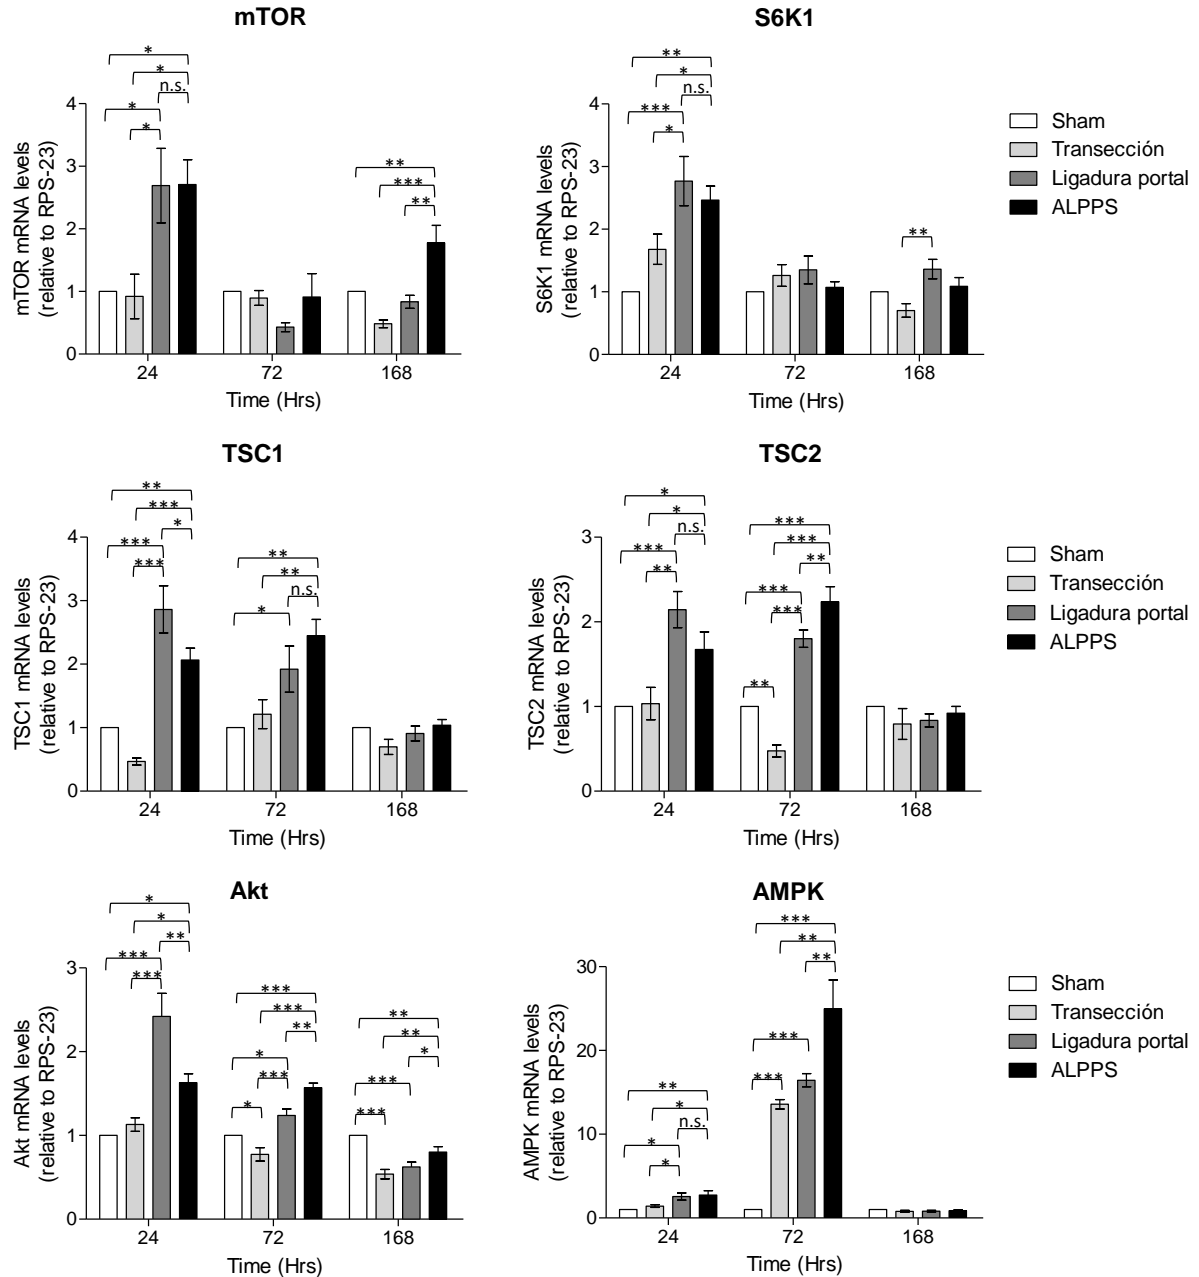 mTOR
S6K1
* * n.s. * *
** * n.s. *** *
4
3
2
1
0
mTOR mRNA levels
(relative to RPS-23)
** *** **
24 72 168
Time (Hrs)
4
3
2
1
0
S6K1 mRNA levels
(relative to RPS-23)
**
24 72 168
Time (Hrs)
Sham
Transección
Ligadura portal
ALPPS
TSC1
TSC2
** *** * *** ***
** ** n.s. *
4
3
2
1
0
TSC1 mRNA levels
(relative to RPS-23)
24 72 168
Time (Hrs)
* * n.s. *** **
*** *** ** *** *** **
3
2
1
0
TSC2 mRNA levels
(relative to RPS-23)
24 72 168
Time (Hrs)
Sham
Transección
Ligadura portal
ALPPS
Akt
AMPK
* * ** *** ***
*** *** ** * *** *
** ** * *** ***
3
2
1
0
Akt mRNA levels
(relative to RPS-23)
24 72 168
Time (Hrs)
** * n.s. * *
*** ** ** *** ***
30
20
10
0
AMPK mRNA levels
(relative to RPS-23)
24 72 168
Time (Hrs)
Sham
Transección
Ligadura portal
ALPPS